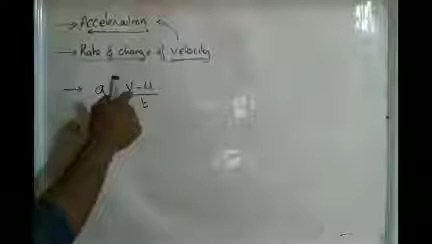 → Acceleration
→ Rate of change of velocity
→ a v-u
t